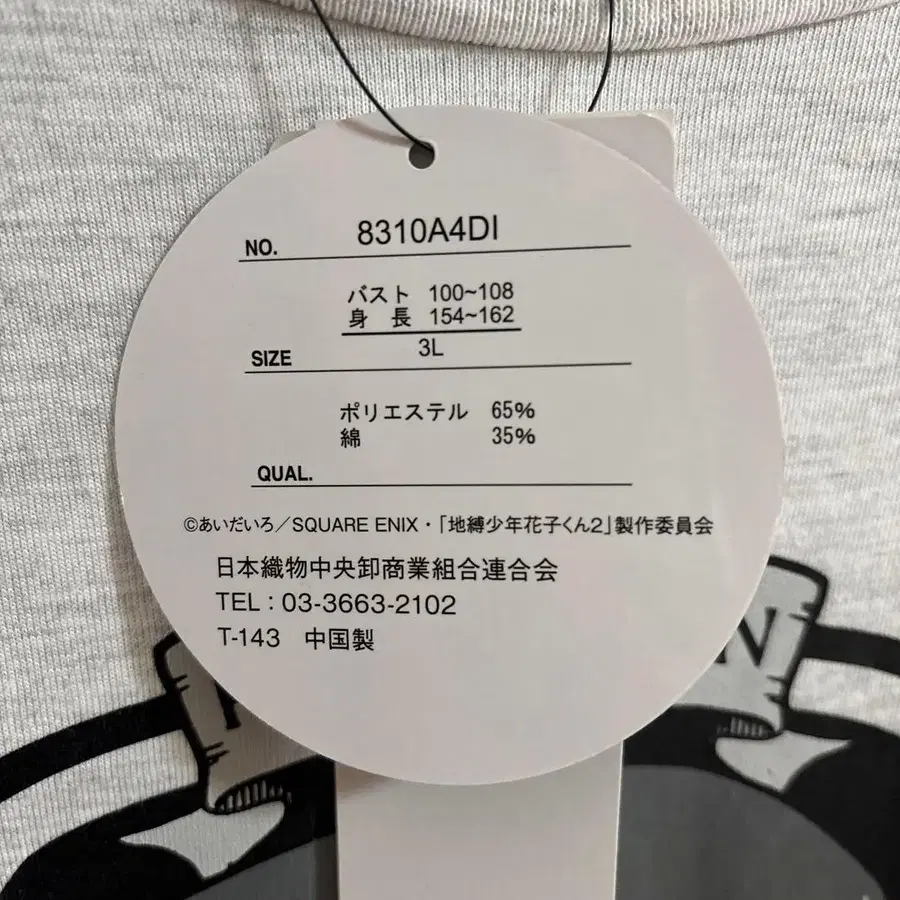 NO. 8310A4DI
バスト 100~108
身 長 154~162
SIZE 3L
ポリエステル 65%
綿 35%
QUAL.
©あいだいろ/SQUARE ENIX・「地縛少年花子くん2」製作委員会
日本織物中央卸商業組合連合会
TEL：03-3663-2102
T-143 中国製